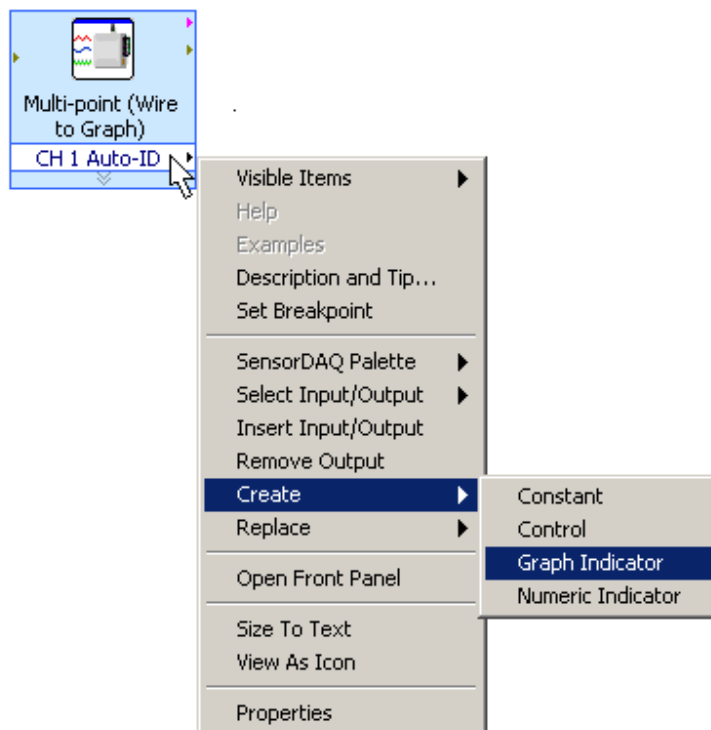 Multi-point (Wire
to Graph)
CH 1 Auto-ID
Visible Items
Help
Examples
Description and Tip...
Set Breakpoint
SensorDAQ Palette
Select Input/Output
Insert Input/Output
Remove Output
Create
Replace
Open Front Panel
Size To Text
View As Icon
Properties
Constant
Control
Graph Indicator
Numeric Indicator